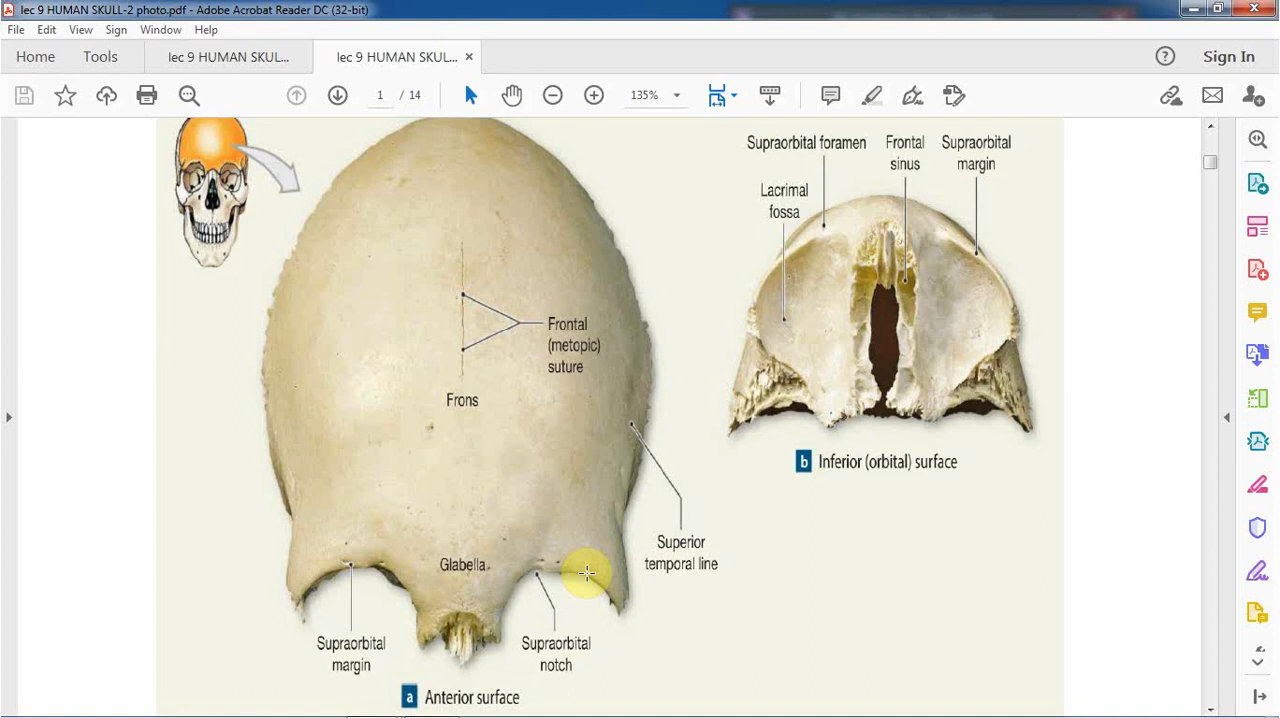 lec 9 HUMAN SKULL-2 photo.pdf - Adobe Acrobat Reader DC (32-bit)
File Edit View Sign Window Help
Home Tools lec 9 HUMAN SKUL... lec 9 HUMAN SKUL... Sign In
1 / 14 135%
Supraorbital foramen
Frontal
sinus
Supraorbital
margin
Lacrimal
fossa
Frontal
(metopic)
suture
Frons
b Inferior (orbital) surface
Superior
temporal line
Glabella
Supraorbital
margin
Supraorbital
notch
a Anterior surface